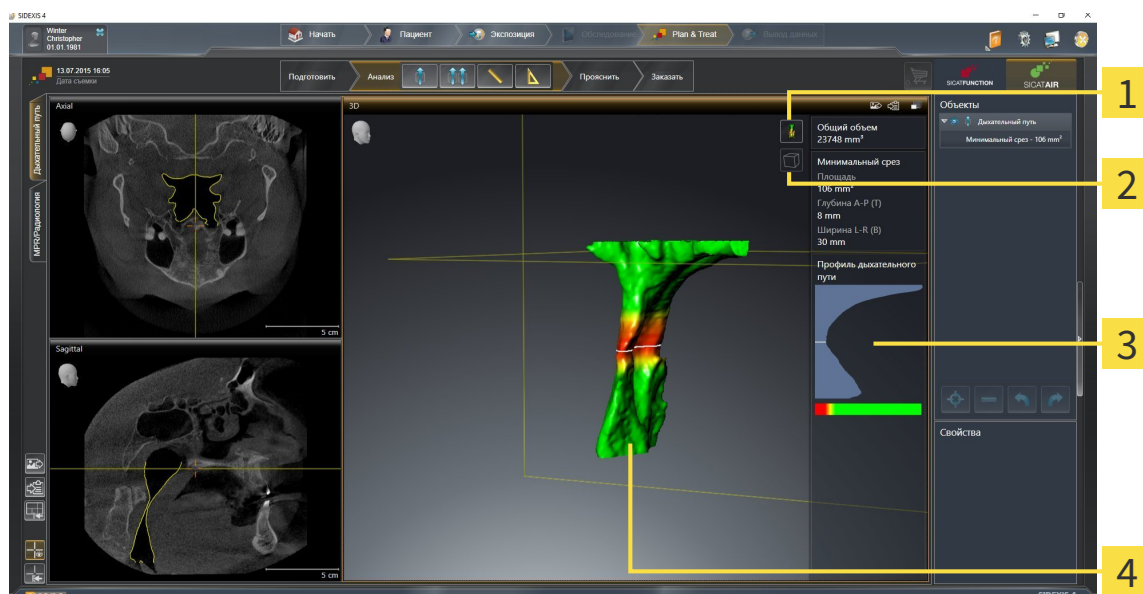 SIDEXIS 4
Winter
Christopher
01.01.1981
Начать
Пациент
Экспозиция
Обследование
Plan & Treat
Вывод данных
13.07.2015 16:05
Дата съемки
Подготовить
Анализ
Прояснить
Заказать
SICATFUNCTION
SICATAIR
Дыхательный путь
MPR/Радиология
Axial
5 cm
Sagittal
5 cm
3D
Общий объем
23748 mm³
Минимальный срез
Площадь
106 mm²
Глубина A-P (T)
8 mm
Ширина L-R (B)
30 mm
Профиль дыхательного
пути
Объекты
Дыхательный путь
Минимальный срез - 106 mm²
Свойства
SIDEXIS 4
1
2
3
4